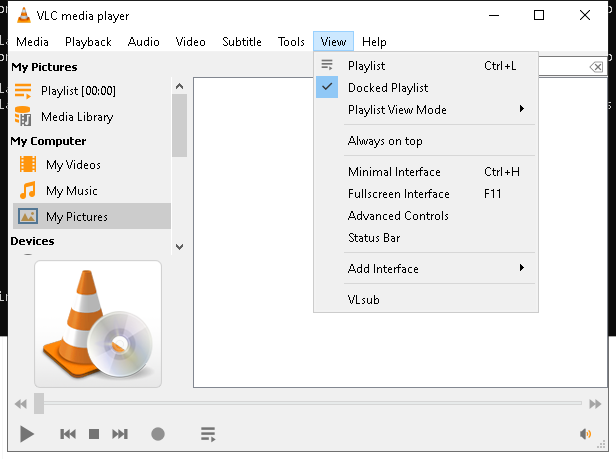 VLC media player
Media Playback Audio Video Subtitle Tools View Help
My Pictures
Playlist [00:00]
Media Library
My Computer
My Videos
My Music
My Pictures
Devices
Playlist Ctrl+L
Docked Playlist
Playlist View Mode
Always on top
Minimal Interface Ctrl+H
Fullscreen Interface F11
Advanced Controls
Status Bar
Add Interface
VLsub